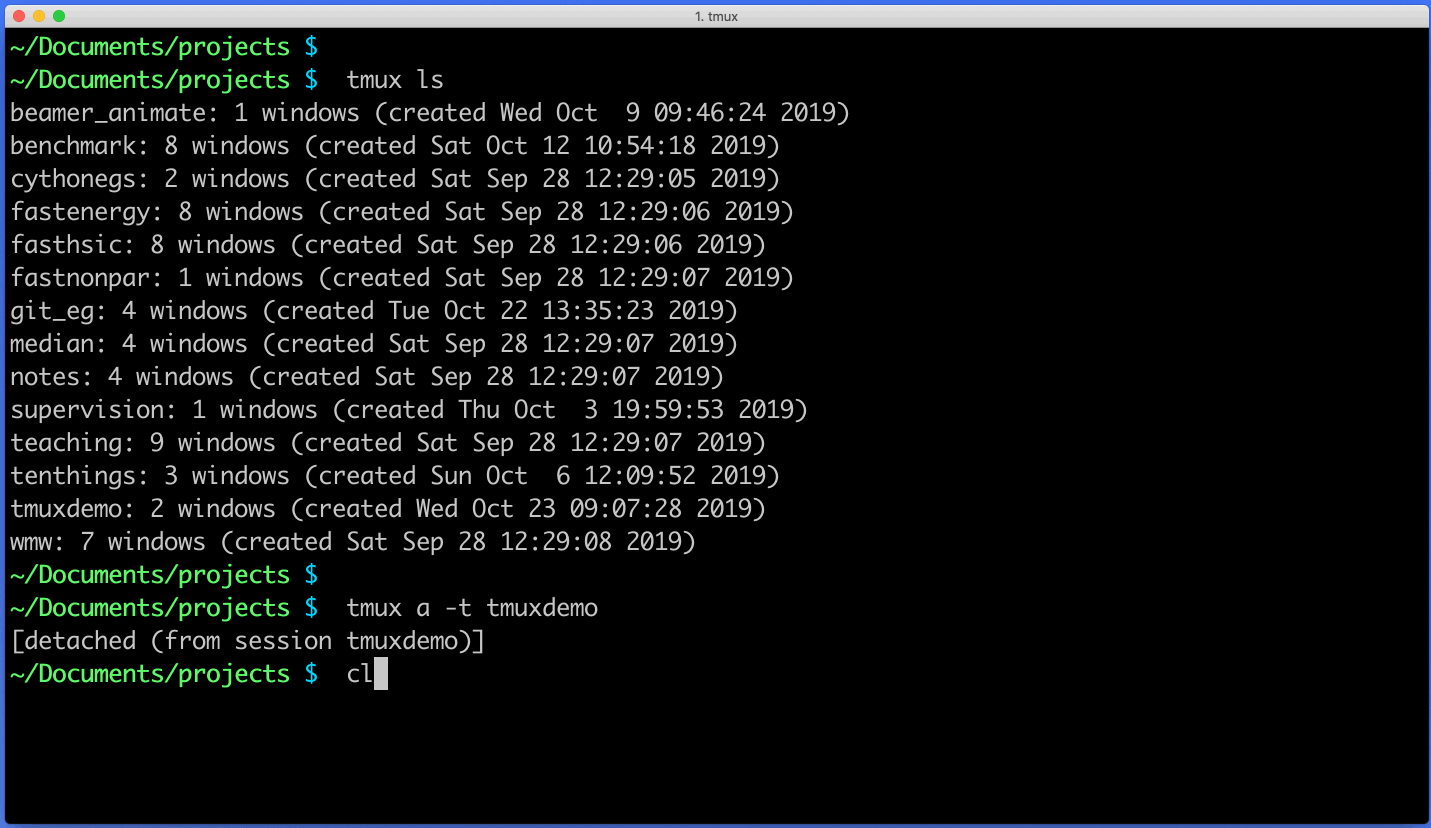 1. tmux
~/Documents/projects $
~/Documents/projects $  tmux ls
beamer_animate: 1 windows (created Wed Oct  9 09:46:24 2019)
benchmark: 8 windows (created Sat Oct 12 10:54:18 2019)
cythonegs: 2 windows (created Sat Sep 28 12:29:05 2019)
fastenergy: 8 windows (created Sat Sep 28 12:29:06 2019)
fasthsic: 8 windows (created Sat Sep 28 12:29:06 2019)
fastnonpar: 1 windows (created Sat Sep 28 12:29:07 2019)
git_eg: 4 windows (created Tue Oct 22 13:35:23 2019)
median: 4 windows (created Sat Sep 28 12:29:07 2019)
notes: 4 windows (created Sat Sep 28 12:29:07 2019)
supervision: 1 windows (created Thu Oct  3 19:59:53 2019)
teaching: 9 windows (created Sat Sep 28 12:29:07 2019)
tenthings: 3 windows (created Sun Oct  6 12:09:52 2019)
tmuxdemo: 2 windows (created Wed Oct 23 09:07:28 2019)
wmw: 7 windows (created Sat Sep 28 12:29:08 2019)
~/Documents/projects $
~/Documents/projects $  tmux a -t tmuxdemo
[detached (from session tmuxdemo)]
~/Documents/projects $  cl